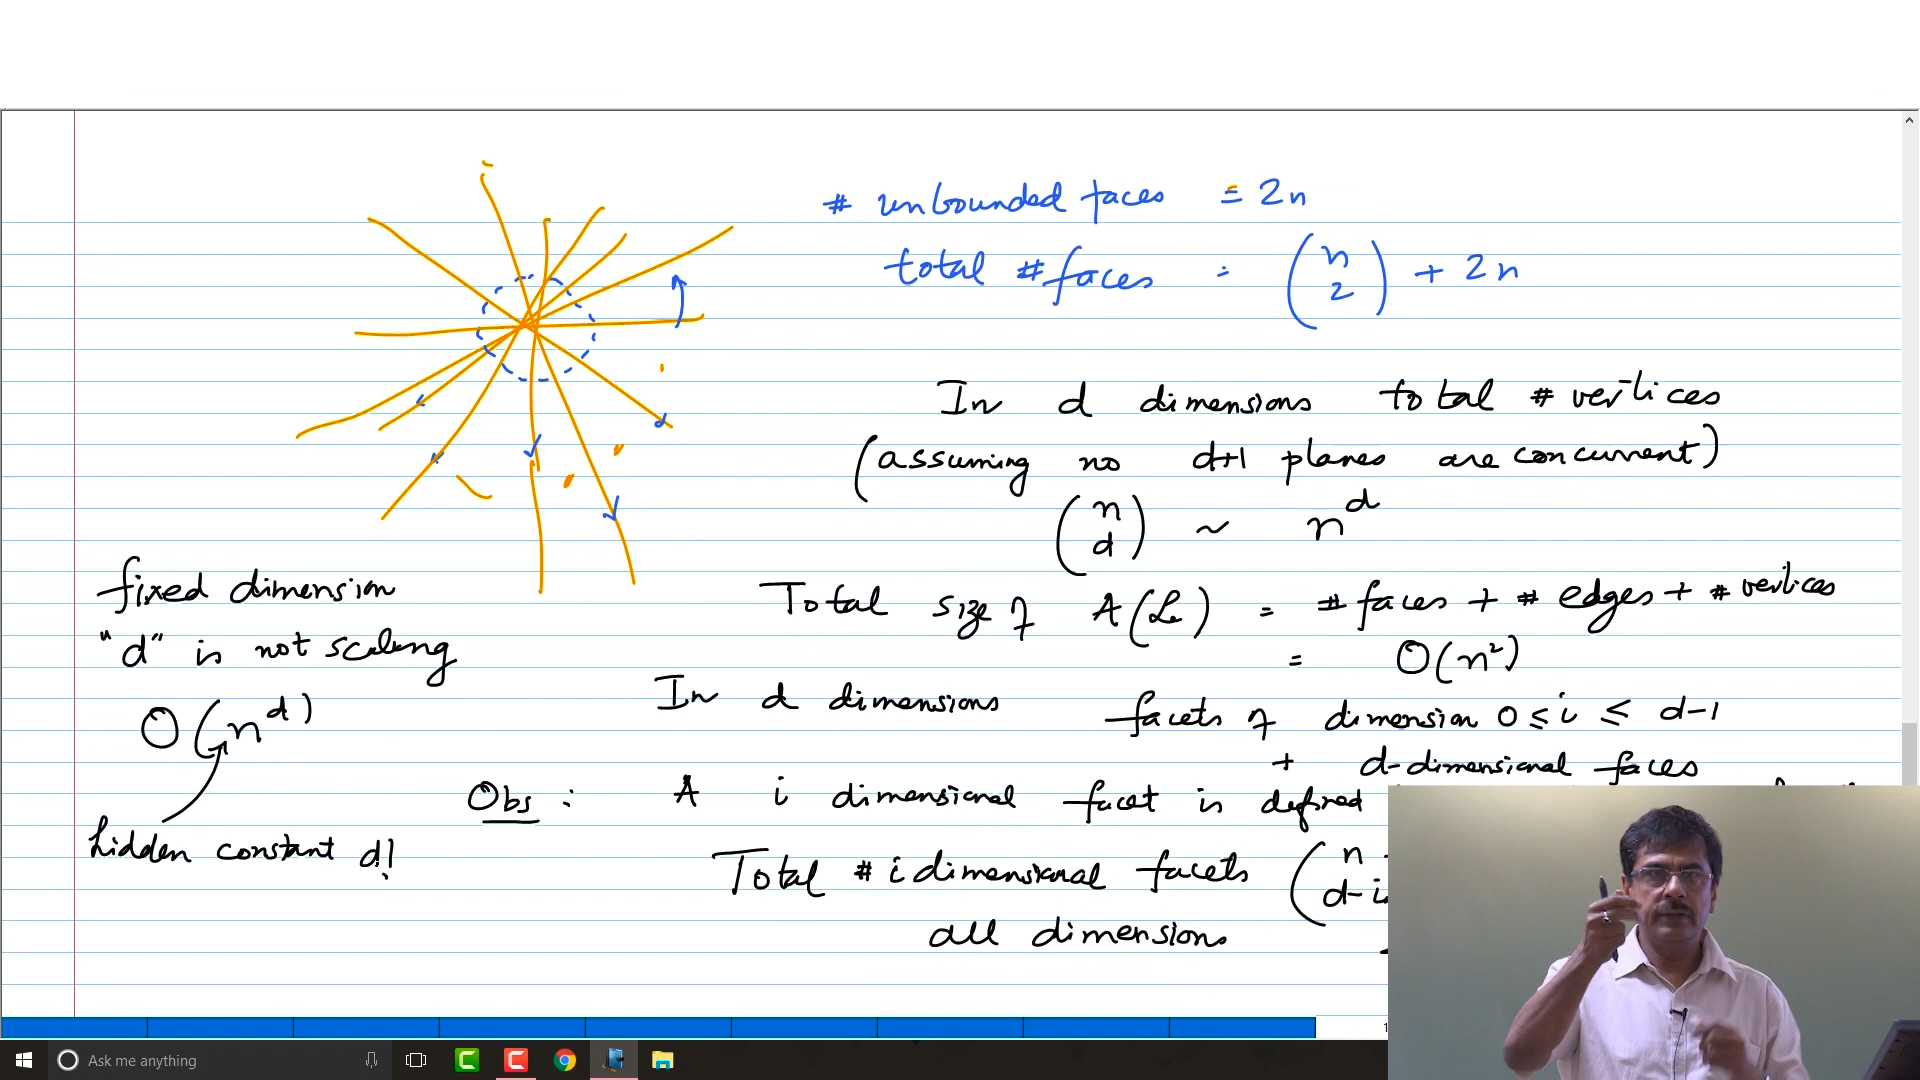 # unbounded faces = 2n
total # faces = (n 2) + 2n
In d dimensions total # vertices
(assuming no d+1 planes are concurrent)
(n d) ~ n^d
fixed dimension
"d" is not scaling
O(n^d)
hidden constant d!
Total size of A(L) = # faces + # edges + # vertices
= O(n²)
In d dimensions facets of dimension 0 ≤ i ≤ d-1
+ d-dimensional faces
Obs : A i dimensional facet is defined
Total # i dimensional facets (n d-i
all dimensions
Ask me anything